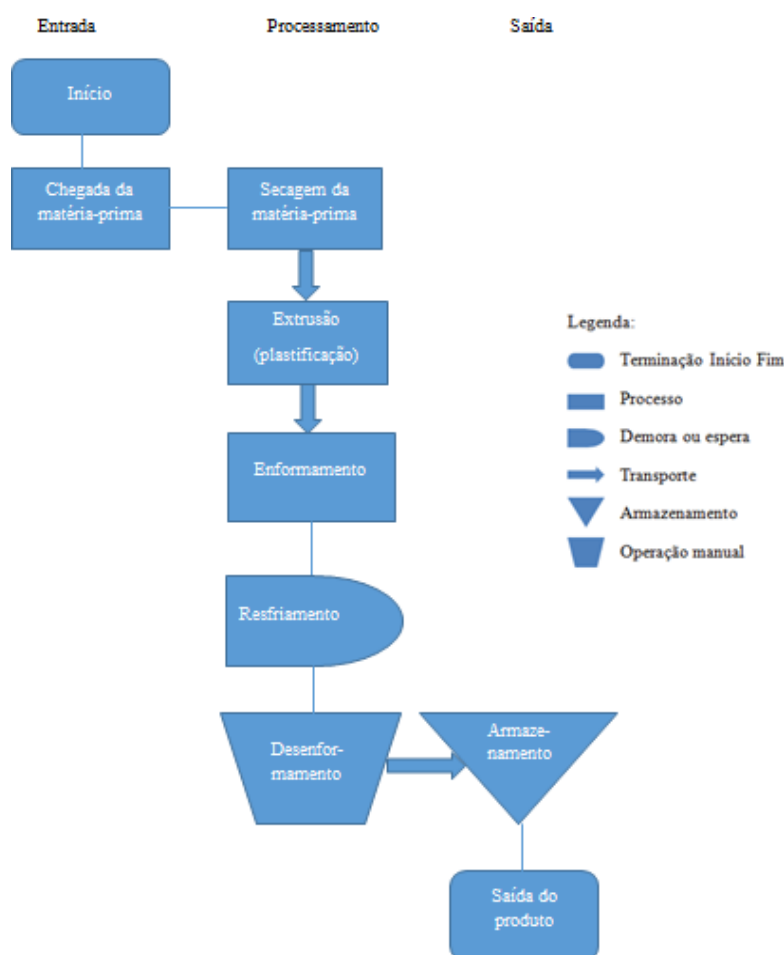 Entrada
Processamento
Saída
Início
Chegada da
matéria-prima
Secagem da
matéria-prima
Extrusão
(plastificação)
Enformamento
Resfriamento
Desenfor-
mamento
Armaze-
namento
Saída do
produto
Legenda:
Terminação Início Fim
Processo
Demora ou espera
Transporte
Armazenamento
Operação manual